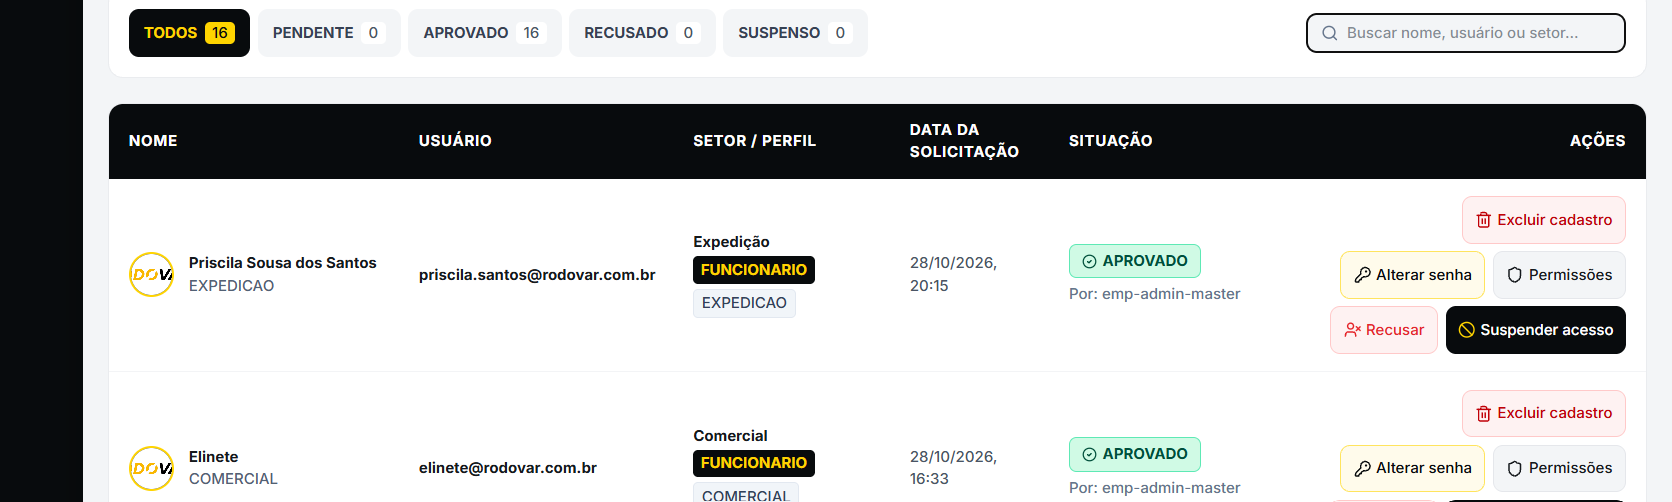 TODOS 16 PENDENTE 0 APROVADO 16 RECUSADO 0 SUSPENSO 0 Buscar nome, usuário ou setor...
NOME USUÁRIO SETOR / PERFIL DATA DA SOLICITAÇÃO SITUAÇÃO AÇÕES
Priscila Sousa dos Santos
EXPEDICAO
priscila.santos@rodovar.com.br
Expedição
FUNCIONARIO
EXPEDICAO
28/10/2026,
20:15
APROVADO
Por: emp-admin-master
Excluir cadastro
Alterar senha Permissões
Recusar Suspender acesso
Elinete
COMERCIAL
elinete@rodovar.com.br
Comercial
FUNCIONARIO
COMERCIAL
28/10/2026,
16:33
APROVADO
Por: emp-admin-master
Excluir cadastro
Alterar senha Permissões